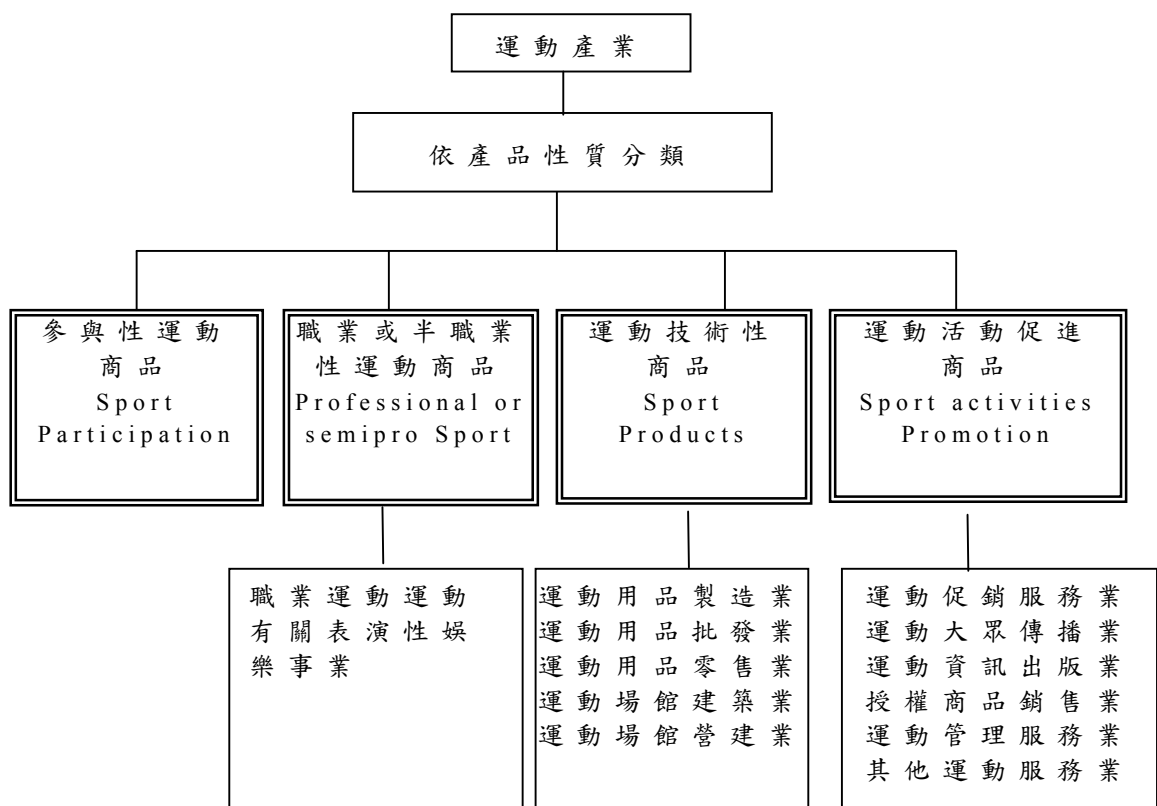 運動產業
依產品性質分類
參與性運動
商品
Sport
Participation
職業或半職業
性運動商品
Professional or
semipro Sport
運動技術性
商品
Sport
Products
運動活動促進
商品
Sport activities
Promotion
職業運動運動
有關表演性娛
樂事業
運動用品製造業
運動用品批發業
運動用品零售業
運動場館建築業
運動場館營建業
運動促銷服務業
運動大眾傳播業
運動資訊出版業
授權商品銷售業
運動管理服務業
其他運動服務業